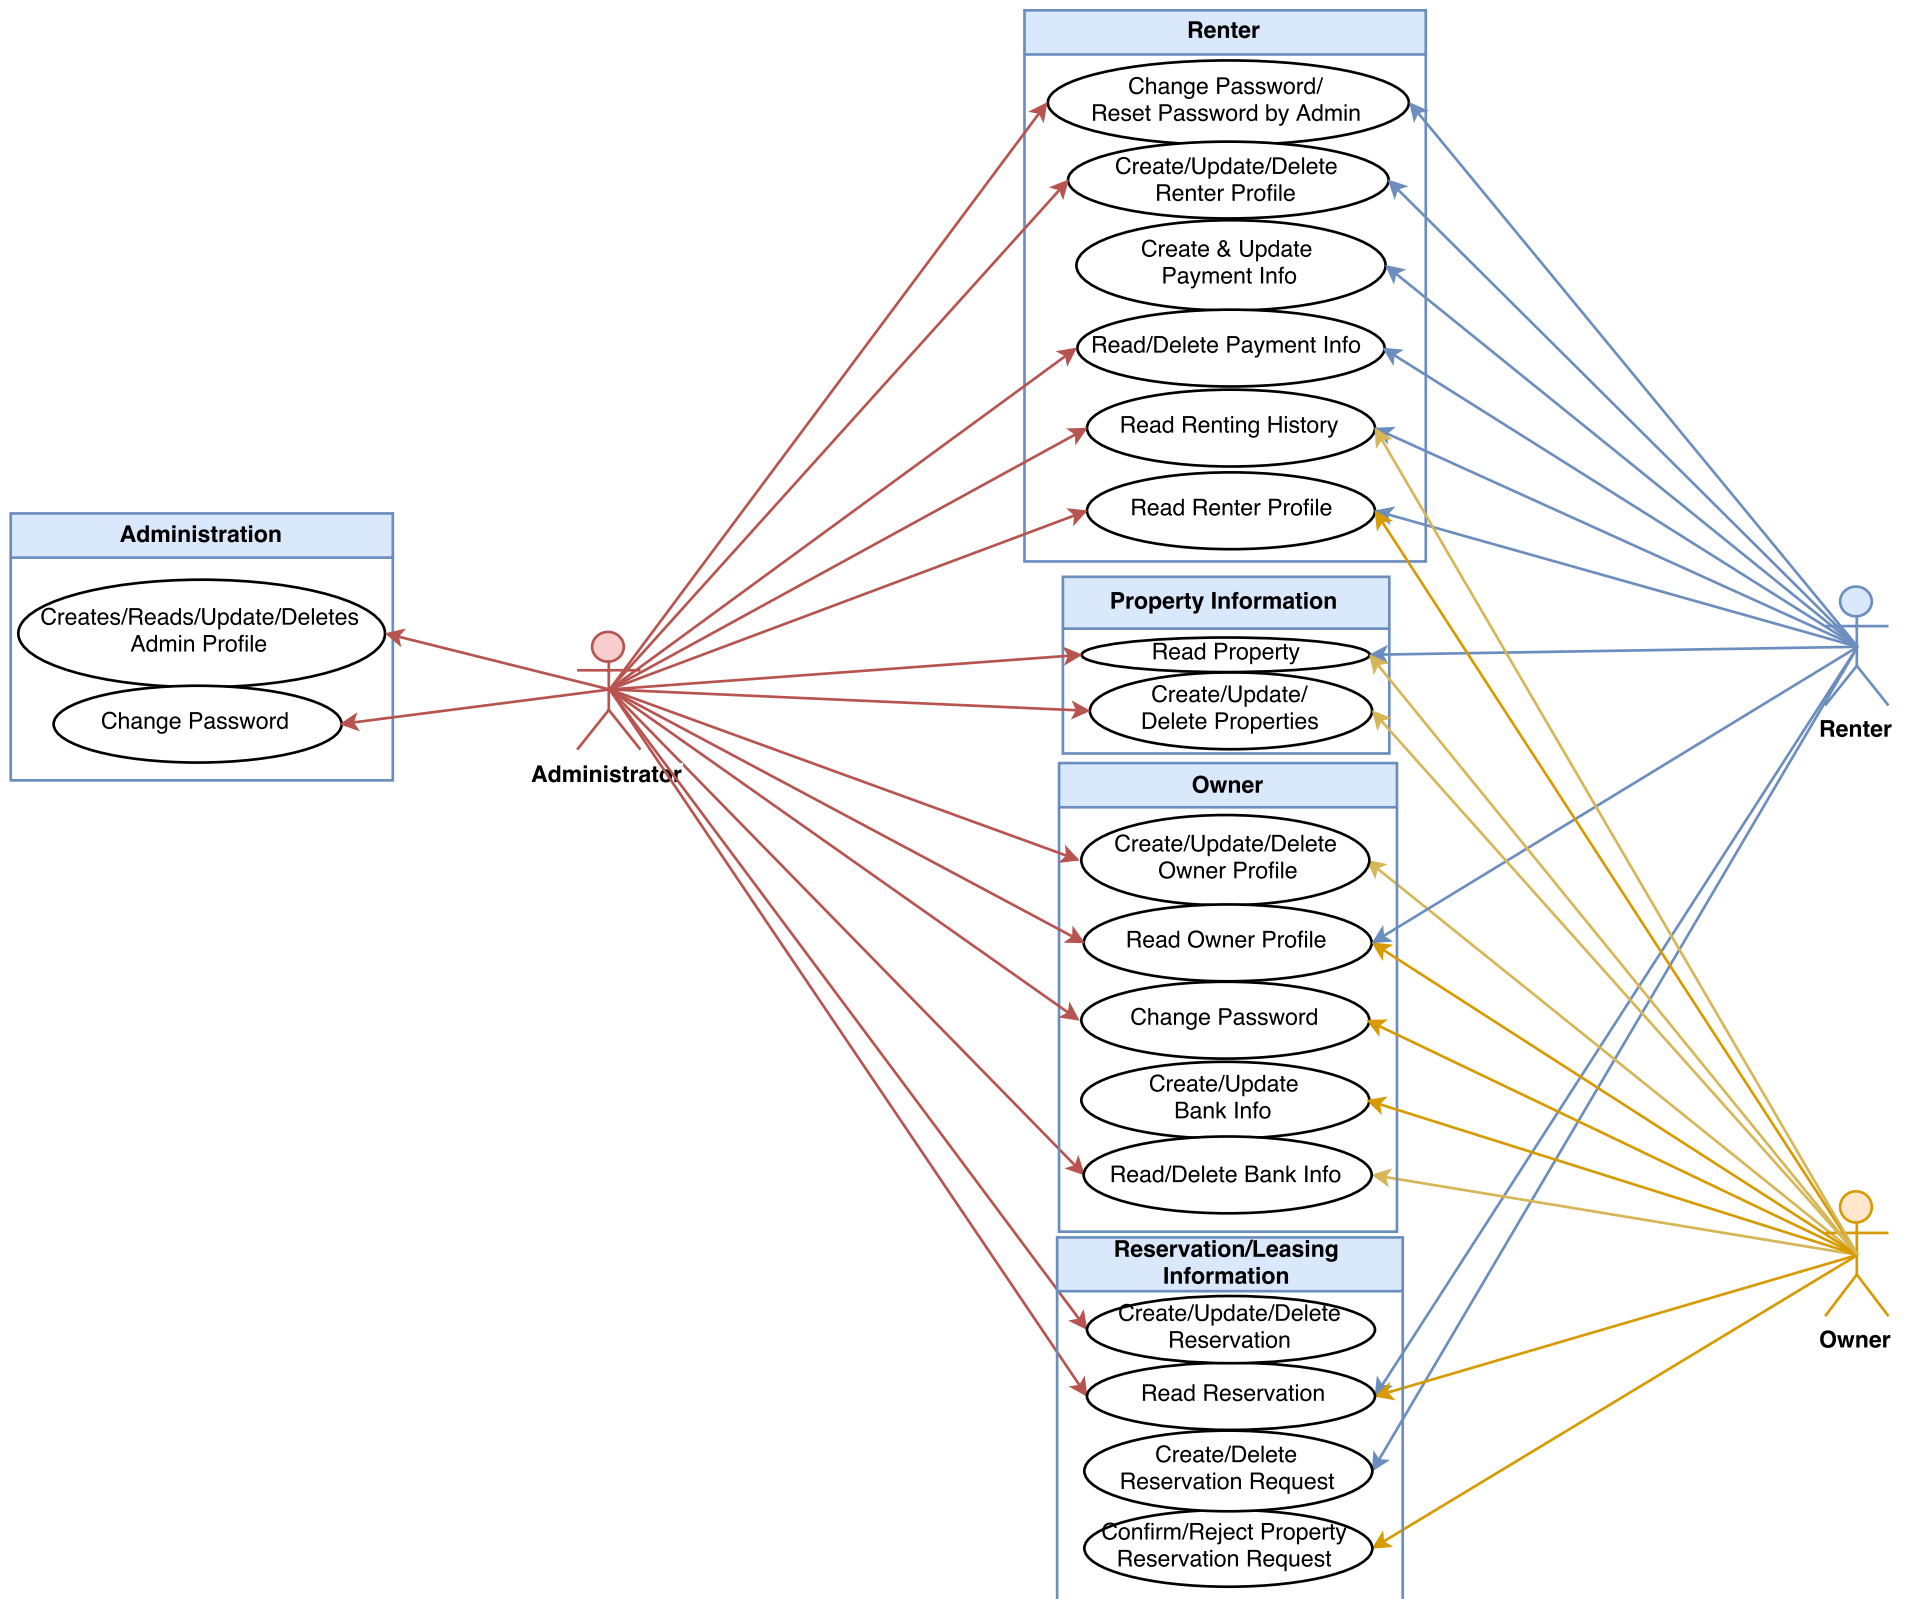 Renter
Change Password/
Reset Password by Admin
Create/Update/Delete
Renter Profile
Create & Update
Payment Info
Read/Delete Payment Info
Read Renting History
Read Renter Profile
Administration
Creates/Reads/Update/Deletes
Admin Profile
Change Password
Administrator
Property Information
Read Property
Create/Update/
Delete Properties
Renter
Owner
Create/Update/Delete
Owner Profile
Read Owner Profile
Change Password
Create/Update
Bank Info
Read/Delete Bank Info
Reservation/Leasing
Information
Create/Update/Delete
Reservation
Read Reservation
Create/Delete
Reservation Request
Confirm/Reject Property
Reservation Request
Owner